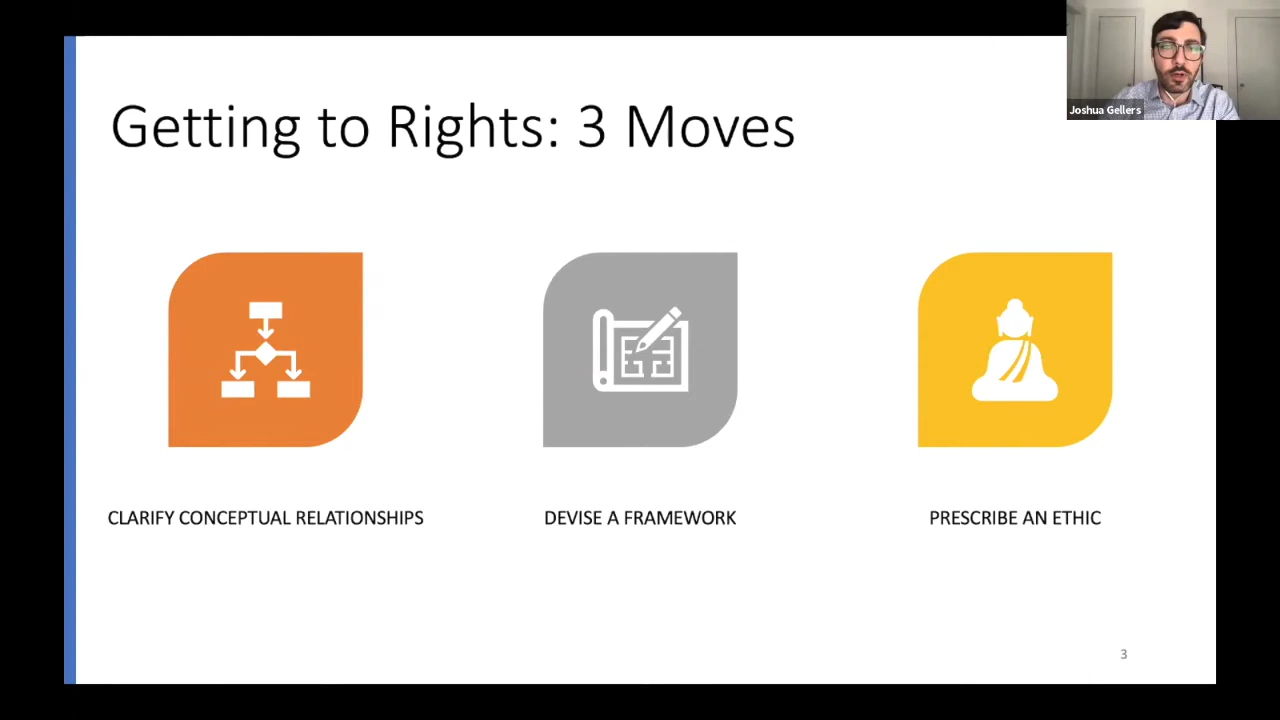 Getting to Rights: 3 Moves
Joshua Gellers
CLARIFY CONCEPTUAL RELATIONSHIPS
DEVISE A FRAMEWORK
PRESCRIBE AN ETHIC
3